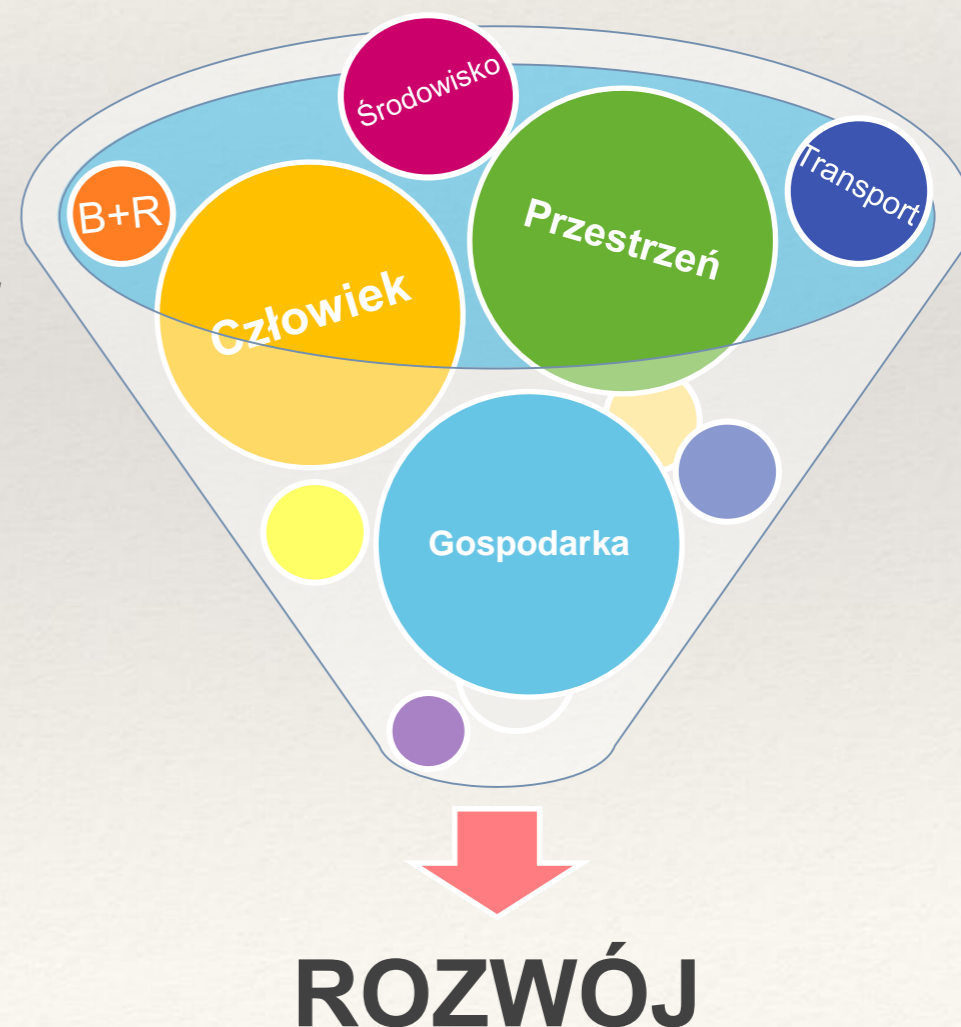 Środowisko
Transport
B+R
Przestrzeń
Człowiek
Gospodarka
ROZWÓJ